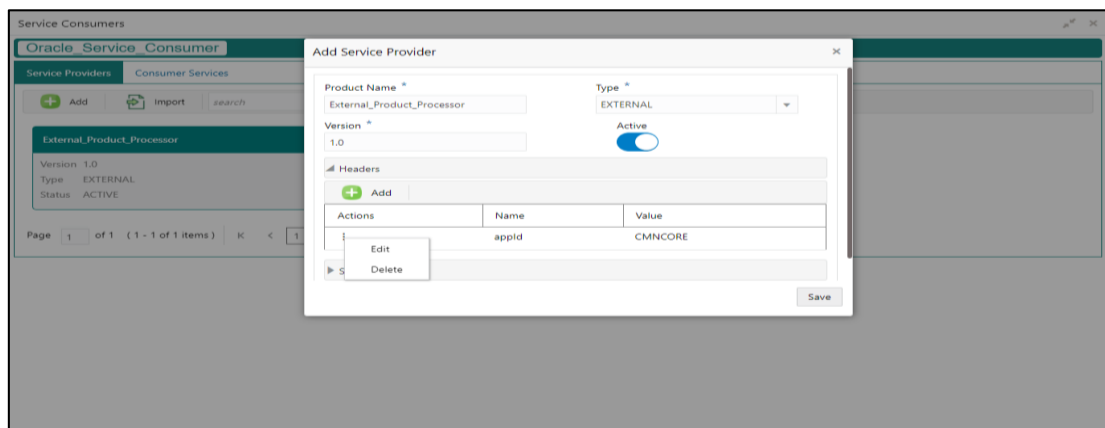 Service Consumers
Oracle_Service_Consumer
Service Providers Consumer Services
Add Import search
External_Product_Processor
Version 1.0
Type EXTERNAL
Status ACTIVE
Page 1 of 1 (1 - 1 of 1 items) 1
Add Service Provider
Product Name * Type *
External_Product_Processor EXTERNAL
Version * Active
1.0
Headers
Add
Actions Name Value
appId CMNCORE
Edit
Delete
S
Save